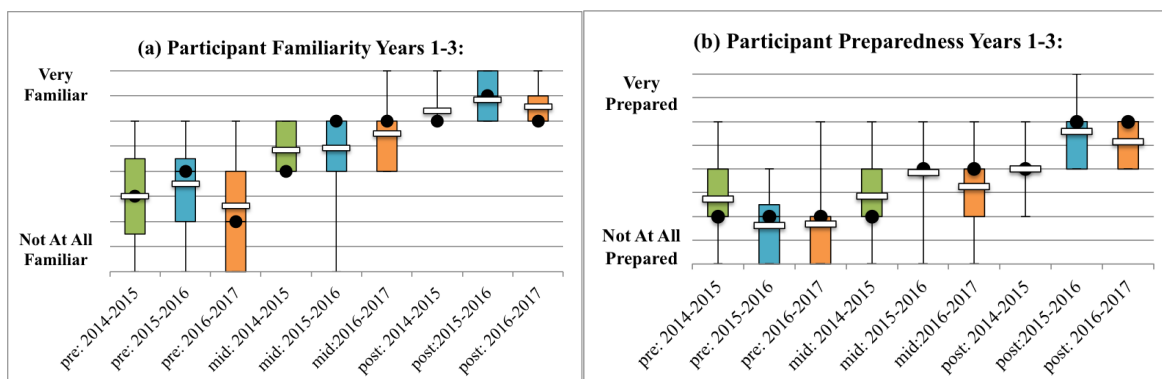 (a) Participant Familiarity Years 1-3:
Very
Familiar
Not At All
Familiar
pre: 2014-2015
pre: 2015-2016
pre: 2016-2017
mid: 2014-2015
mid: 2015-2016
mid:2016-2017
post: 2014-2015
post:2015-2016
post: 2016-2017
(b) Participant Preparedness Years 1-3:
Very
Prepared
Not At All
Prepared
pre: 2014-2015
pre: 2015-2016
pre: 2016-2017
mid: 2014-2015
mid: 2015-2016
mid:2016-2017
post: 2014-2015
post:2015-2016
post: 2016-2017